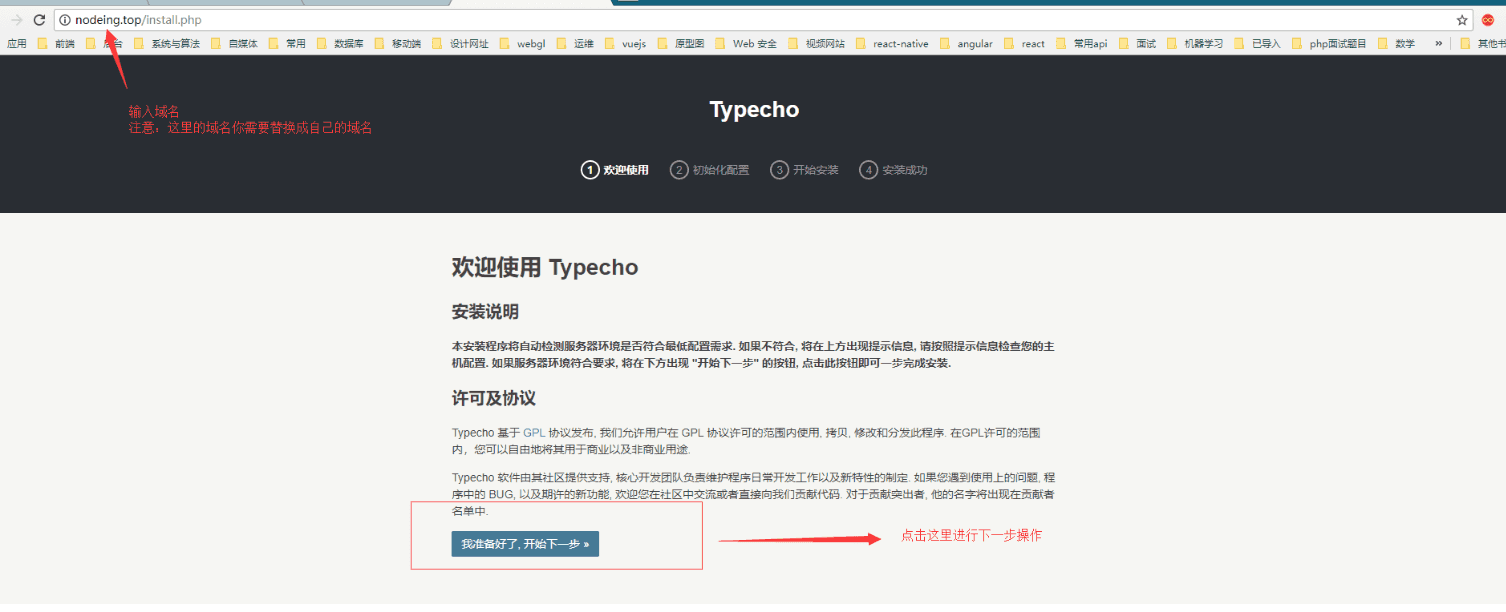 nodeing.top/install.php
应用 前端 后台 系统与算法 自媒体 常用 数据库 移动端 设计网址 webgl 运维 vuejs 原型图 Web 安全 视频网站 react-native angular react 常用api 面试 机器学习 已导入 php面试题目 数学 » 其他书
输入域名
注意：这里的域名你需要替换成自己的域名
Typecho
1 欢迎使用 2 初始化配置 3 开始安装 4 安装成功
欢迎使用 Typecho
安装说明
本安装程序将自动检测服务器环境是否符合最低配置需求. 如果不符合, 将在上方出现提示信息, 请按照提示信息检查您的主
机配置. 如果服务器环境符合要求, 将在下方出现 "开始下一步" 的按钮, 点击此按钮即可一步完成安装.
许可及协议
Typecho 基于 GPL 协议发布, 我们允许用户在 GPL 协议许可的范围内使用, 拷贝, 修改和分发此程序. 在GPL许可的范围
内，您可以自由地将其用于商业以及非商业用途.
Typecho 软件由其社区提供支持, 核心开发团队负责维护程序日常开发工作以及新特性的制定. 如果您遇到使用上的问题, 程
序中的 BUG, 以及期许的新功能, 欢迎您在社区中交流或者直接向我们贡献代码. 对于贡献突出者, 他的名字将出现在贡献者
名单中.
我准备好了, 开始下一步 »
点击这里进行下一步操作